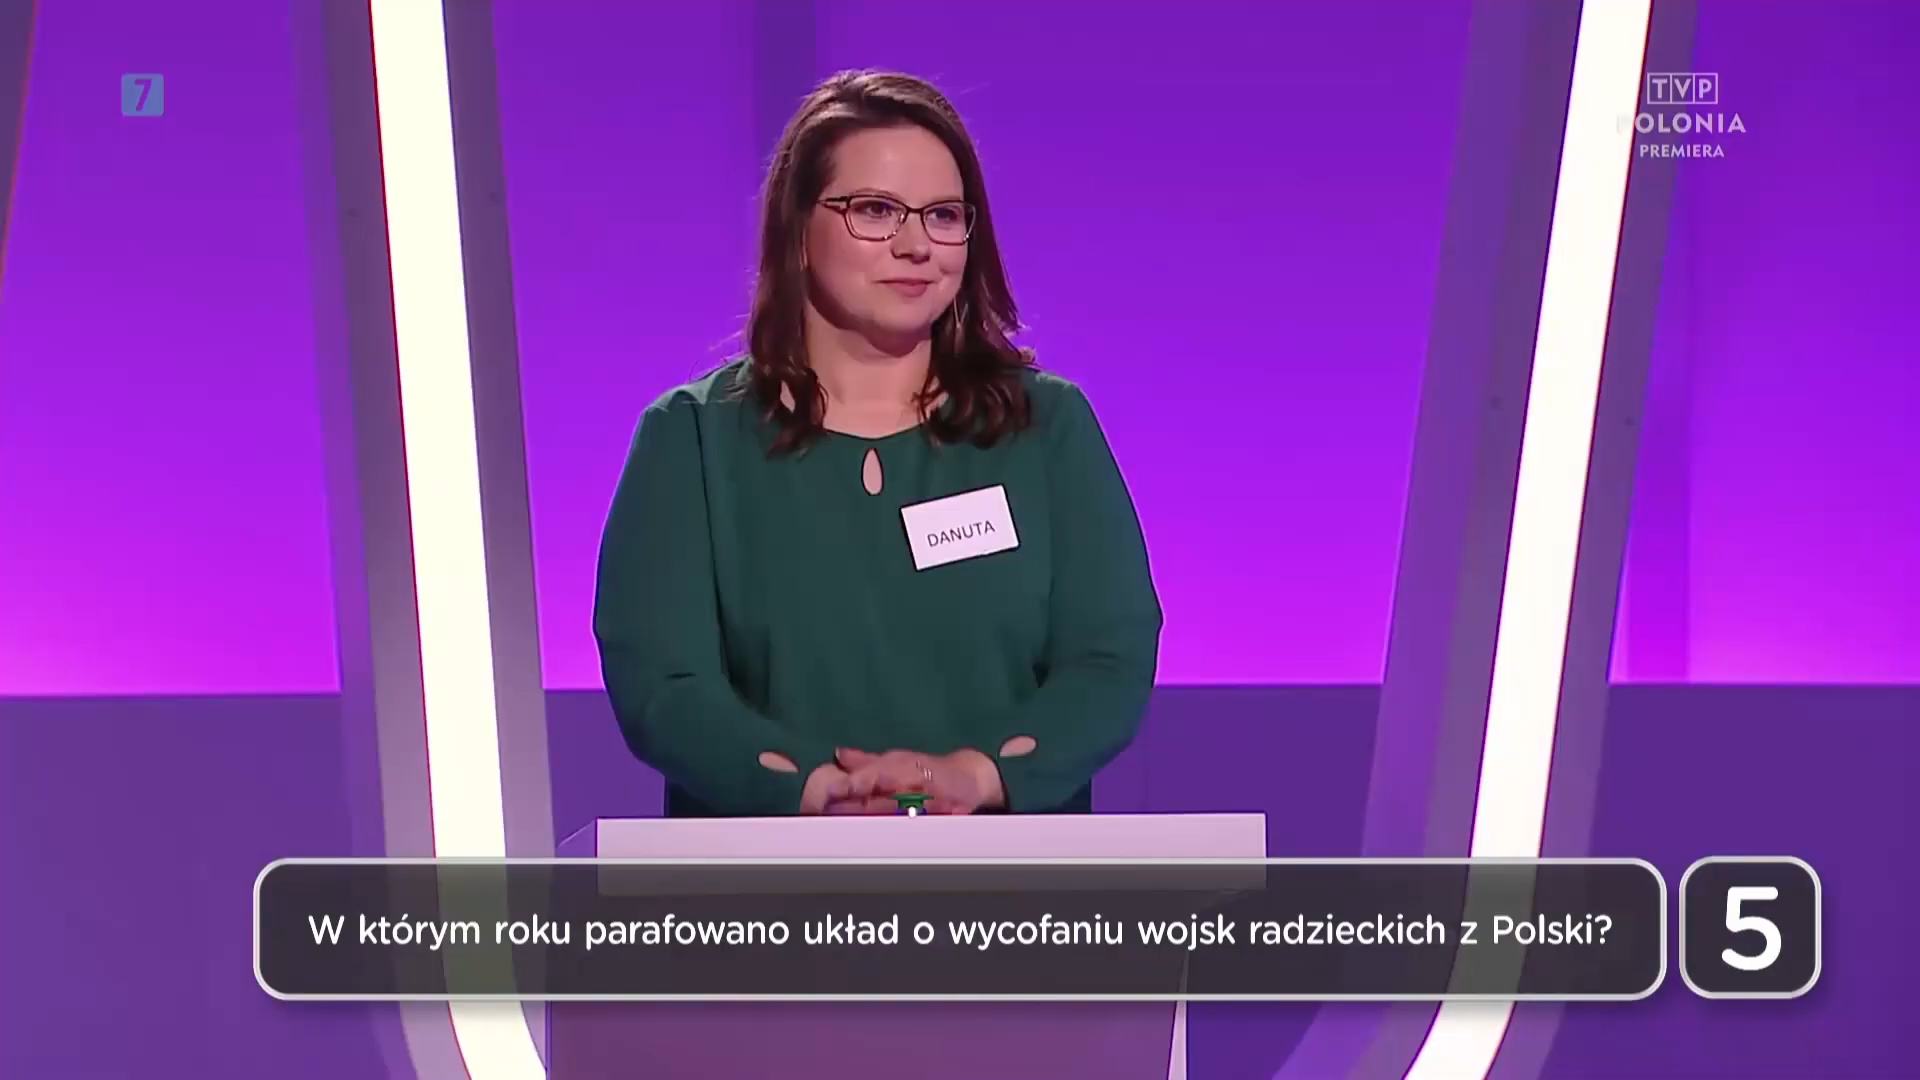 7
TVP
POLONIA
PREMIERA
DANUTA
W którym roku parafowano układ o wycofaniu wojsk radzieckich z Polski?
5